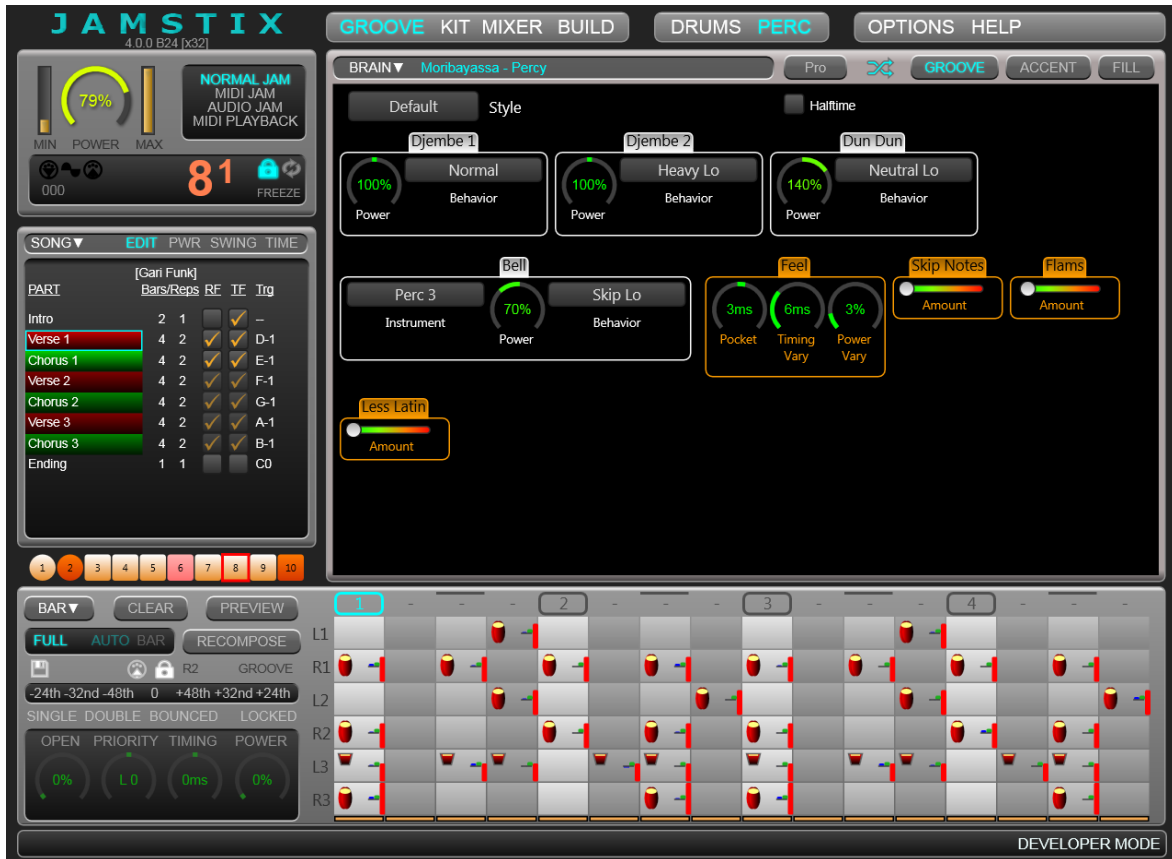 JAMSTIX
4.0.0 B24 [x32]
GROOVE KIT MIXER BUILD
DRUMS PERC
OPTIONS HELP
79%
MIN POWER MAX
NORMAL JAM
MIDI JAM
AUDIO JAM
MIDI PLAYBACK
000
8 1
FREEZE
BRAIN▼ Moribayassa - Percy
Pro
GROOVE
ACCENT
FILL
Default Style
Halftime
Djembe 1
100%
Power
Normal
Behavior
Djembe 2
100%
Power
Heavy Lo
Behavior
Dun Dun
140%
Power
Neutral Lo
Behavior
Bell
Perc 3
Instrument
70%
Power
Skip Lo
Behavior
Feel
3ms 6ms 3%
Pocket Timing Power
Vary Vary
Skip Notes
Amount
Flams
Amount
Less Latin
Amount
SONG▼ EDIT PWR SWING TIME
[Gari Funk]
PART Bars/Reps RF TF Trg
Intro 2 1 --
Verse 1 4 2 D-1
Chorus 1 4 2 E-1
Verse 2 4 2 F-1
Chorus 2 4 2 G-1
Verse 3 4 2 A-1
Chorus 3 4 2 B-1
Ending 1 1 C0
1 2 3 4 5 6 7 8 9 10
BAR▼ CLEAR PREVIEW
FULL AUTO BAR RECOMPOSE
R2 GROOVE
-24th -32nd -48th 0 +48th +32nd +24th
SINGLE DOUBLE BOUNCED LOCKED
OPEN PRIORITY TIMING POWER
0% L 0 0ms 0%
1 - - - 2 - - - 3 - - - 4 - - -
L1
R1
L2
R2
L3
R3
DEVELOPER MODE